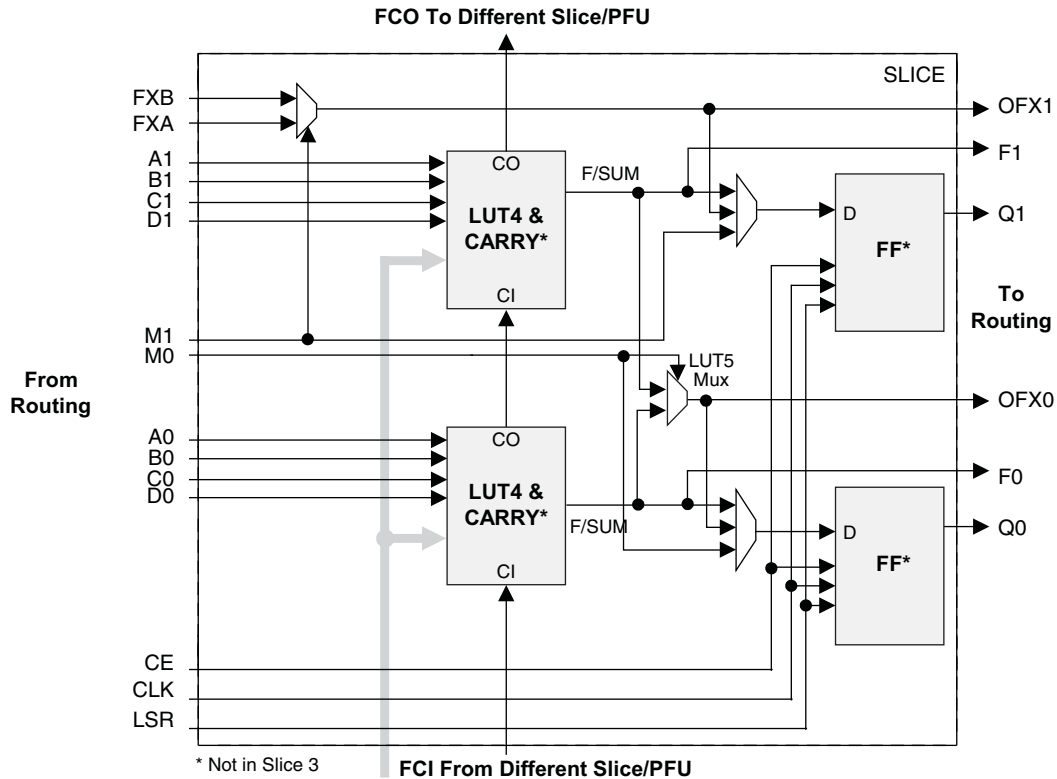 FCO To Different Slice/PFU
SLICE
FXB
FXA
OFX1
F1
A1
B1
C1
D1
CO
LUT4 &
CARRY*
CI
F/SUM
D
FF*
Q1
To
Routing
M1
M0
From
Routing
LUT5
Mux
OFX0
A0
B0
C0
D0
CO
LUT4 &
CARRY*
CI
F/SUM
F0
D
FF*
Q0
CE
CLK
LSR
* Not in Slice 3
FCI From Different Slice/PFU